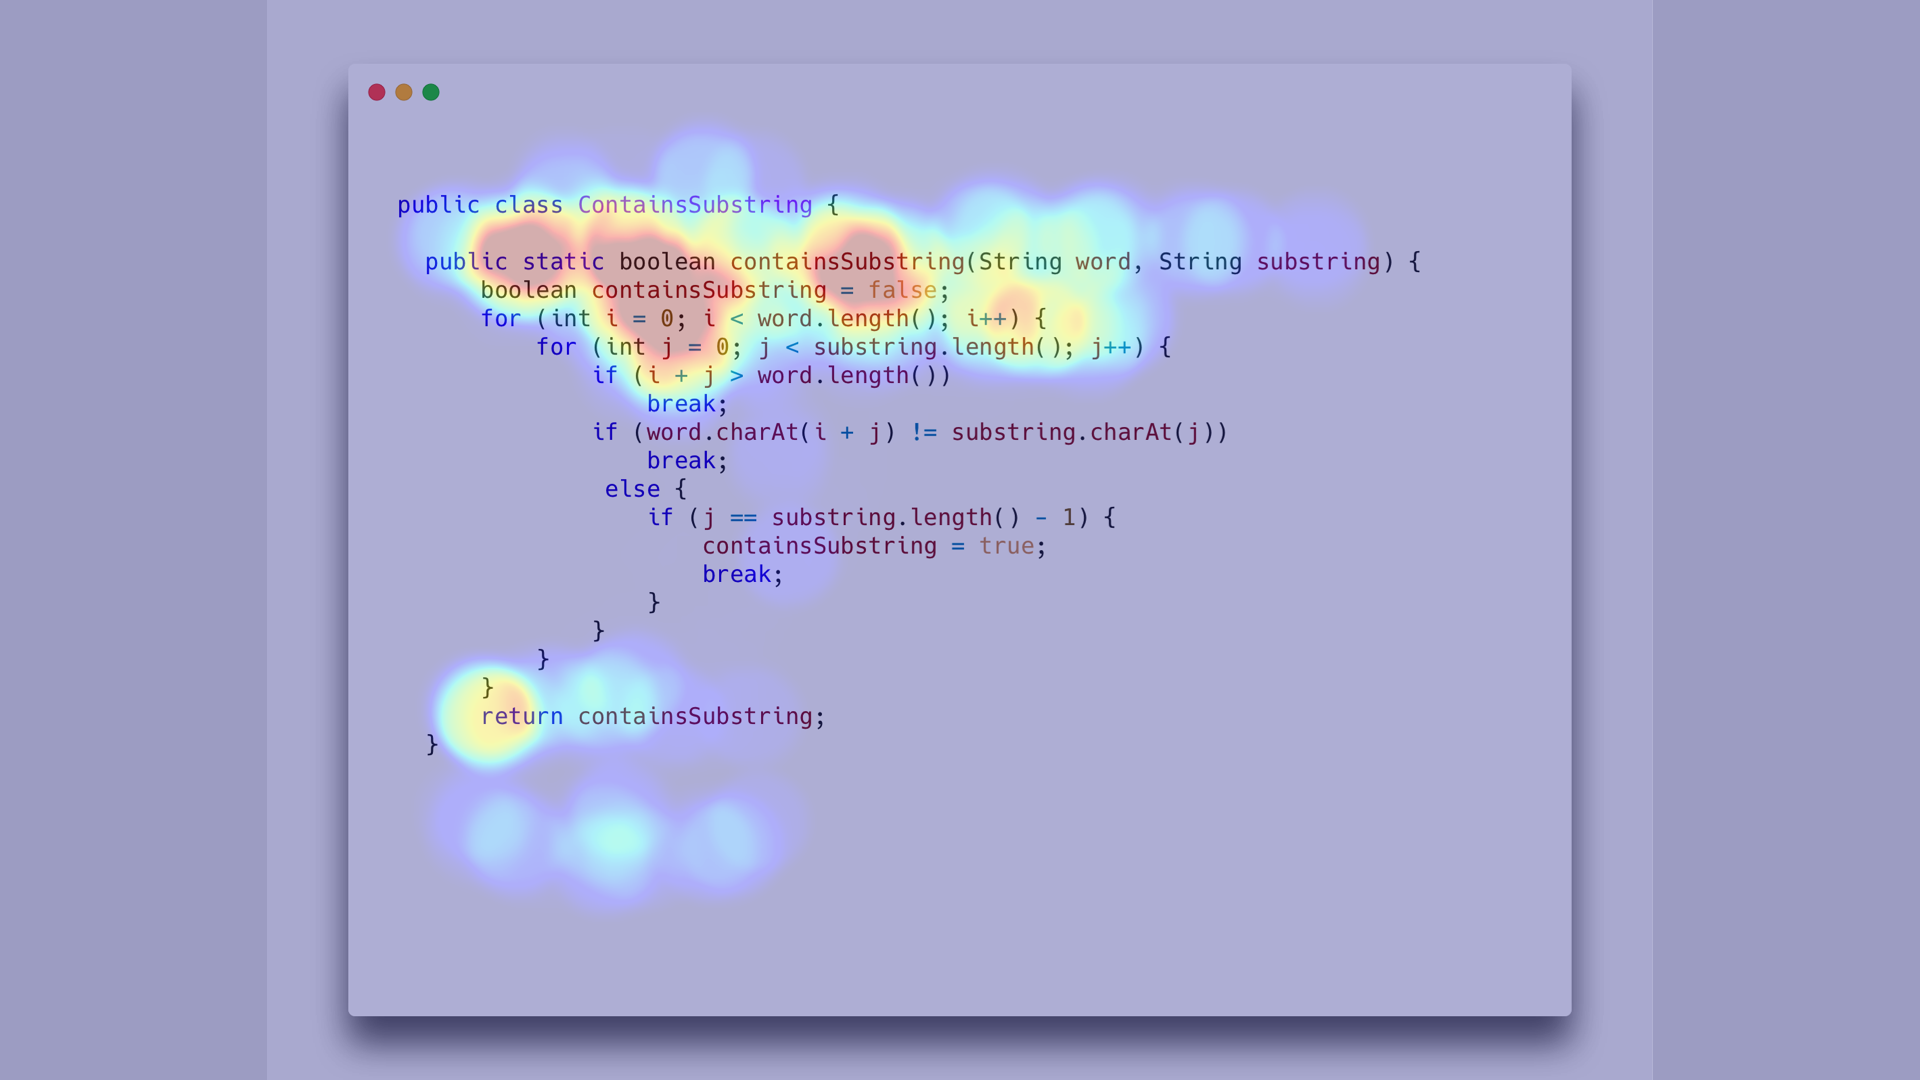 public class ContainsSubstring {
public static boolean containsSubstring(String word, String substring) {
boolean containsSubstring = false;
for (int i = 0; i < word.length(); i++) {
for (int j = 0; j < substring.length(); j++) {
if (i + j > word.length())
break;
if (word.charAt(i + j) != substring.charAt(j))
break;
else {
if (j == substring.length() - 1) {
containsSubstring = true;
break;
}
}
}
}
return containsSubstring;
}